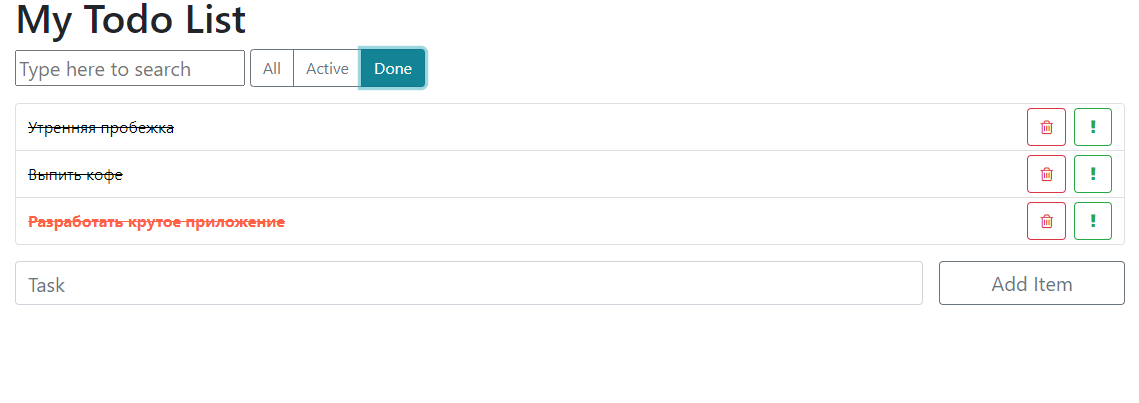 My Todo List
Type here to search All Active Done
Утренняя пробежка
Выпить кофе
Разработать крутое приложение
Task Add Item